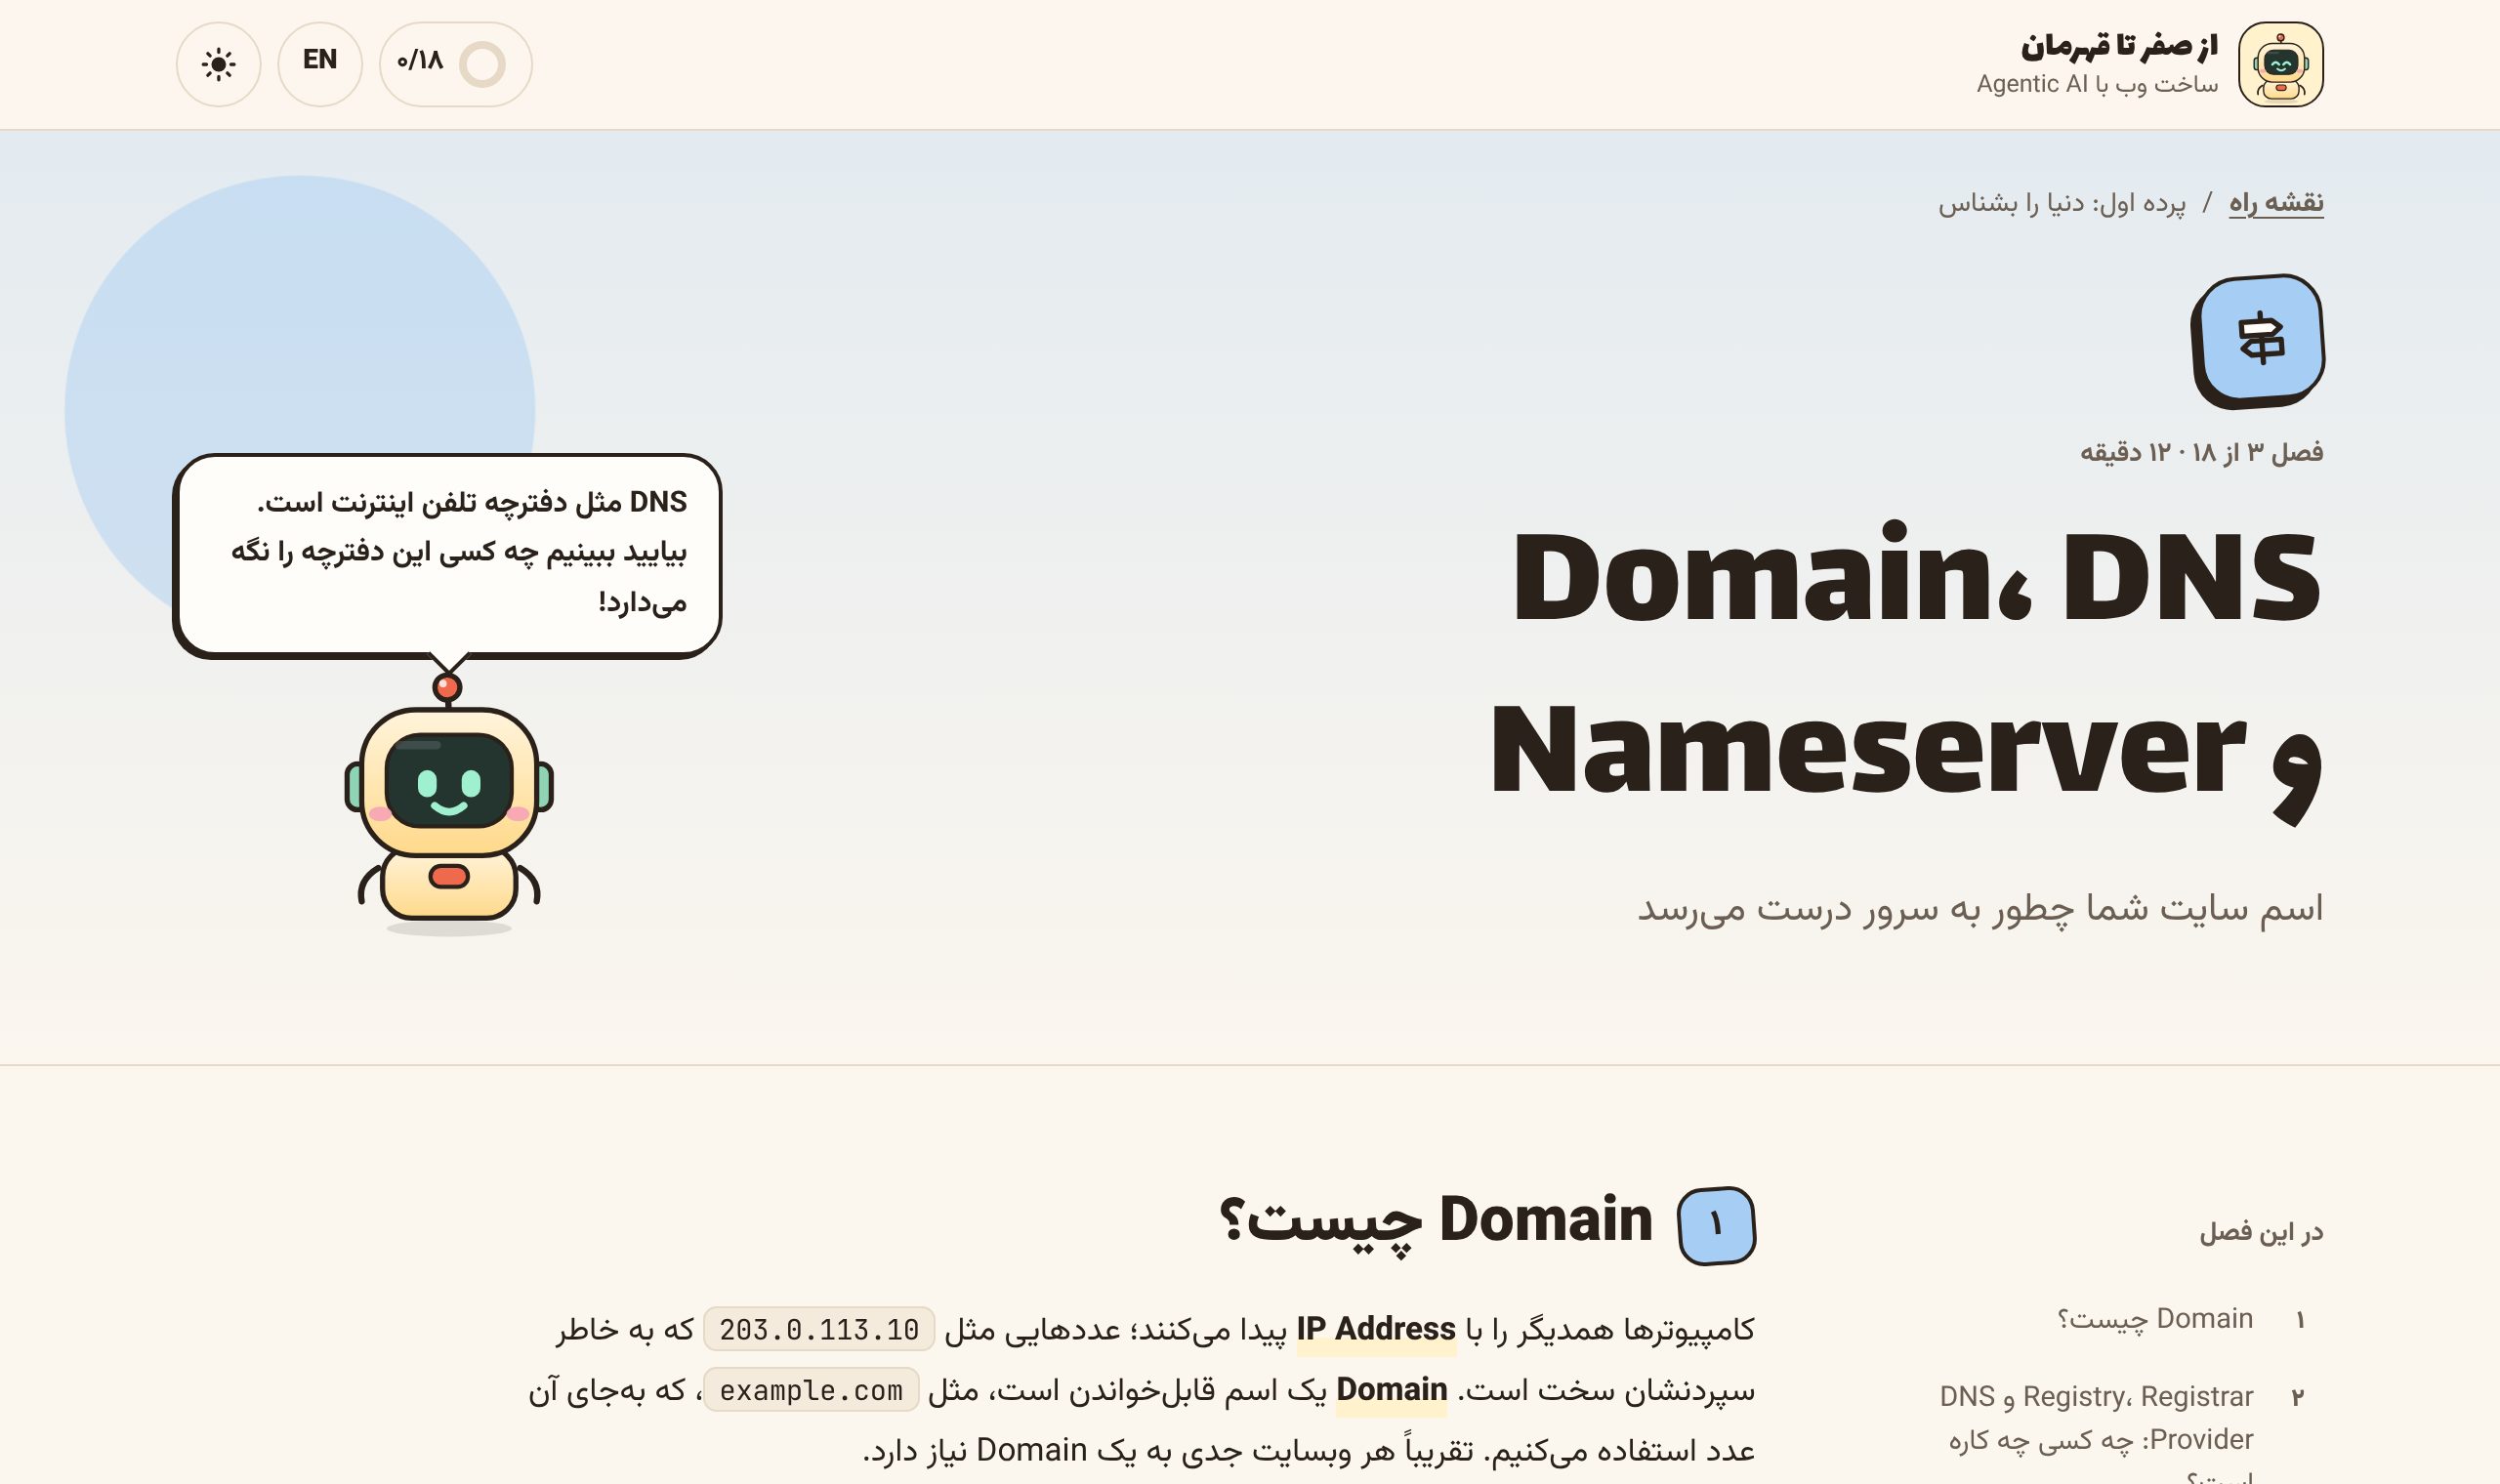 از صفر تا قهرمان
ساخت وب با Agentic AI
۰/۱۸
EN
نقشه راه / پرده اول: دنیا را بشناس
فصل ۳ از ۱۸ · ۱۲ دقیقه
Domain، DNS
و Nameserver
اسم سایت شما چطور به سرور درست می‌رسد
DNS مثل دفترچه تلفن اینترنت است.
بیایید ببینیم چه کسی این دفترچه را نگه
می‌دارد!
در این فصل
۱ Domain چیست؟
۲ Registry، Registrar و DNS
Provider: چه کسی چه کاره
است؟
۱ Domain چیست؟
کامپیوترها همدیگر را با IP Address پیدا می‌کنند؛ عددهایی مثل 203.0.113.10 که به خاطر
سپردنشان سخت است. Domain یک اسم قابل‌خواندن است، مثل example.com، که به‌جای آن
عدد استفاده می‌کنیم. تقریباً هر وبسایت جدی به یک Domain نیاز دارد.